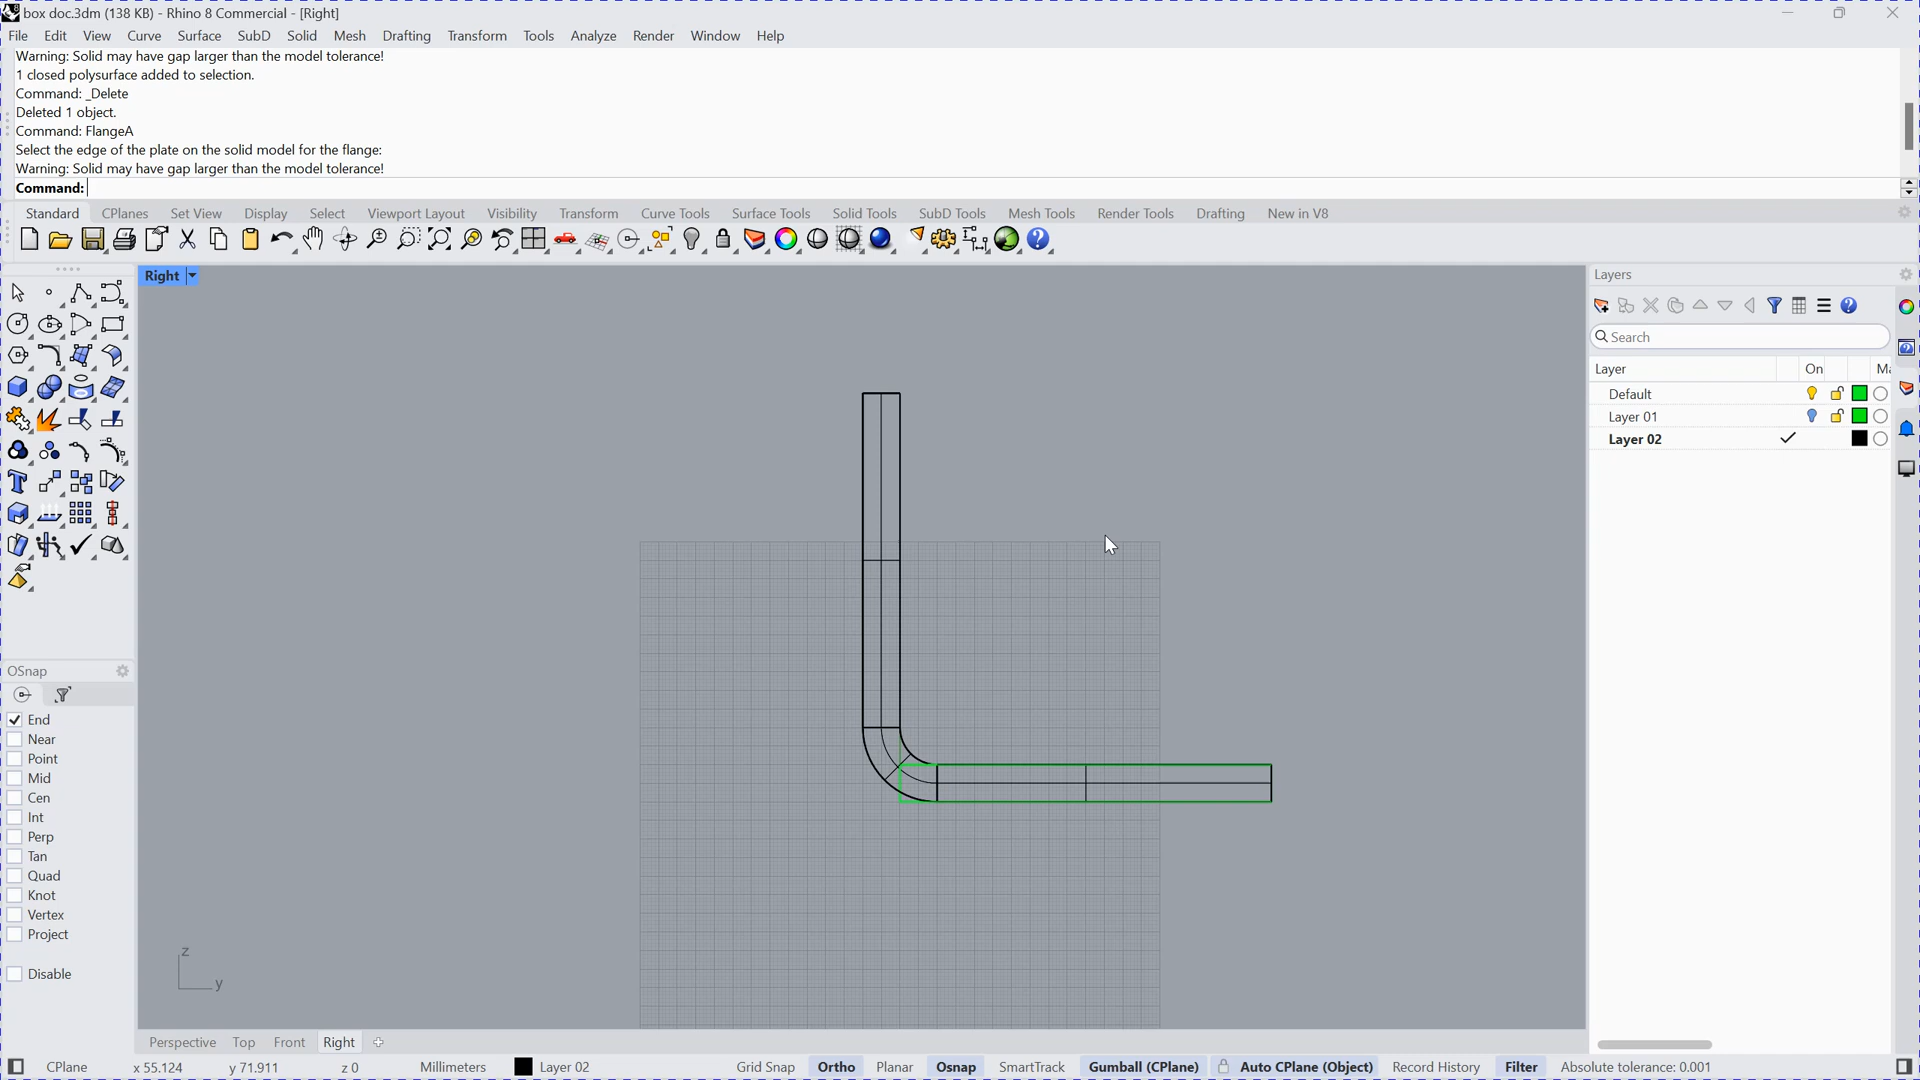 box doc.3dm (138 KB) - Rhino 8 Commercial - [Right]
File Edit View Curve Surface SubD Solid Mesh Drafting Transform Tools Analyze Render Window Help
Warning: Solid may have gap larger than the model tolerance!
1 closed polysurface added to selection.
Command: _Delete
Deleted 1 object.
Command: FlangeA
Select the edge of the plate on the solid model for the flange:
Warning: Solid may have gap larger than the model tolerance!
Command:
Standard CPlanes Set View Display Select Viewport Layout Visibility Transform Curve Tools Surface Tools Solid Tools SubD Tools Mesh Tools Render Tools Drafting New in V8
Right
Layers
Search
Layer On Ma
Default
Layer 01
Layer 02
OSnap
End
Near
Point
Mid
Cen
Int
Perp
Tan
Quad
Knot
Vertex
Project
Disable
z
y
Perspective Top Front Right
CPlane x 55.124 y 71.911 z 0 Millimeters Layer 02 Grid Snap Ortho Planar Osnap SmartTrack Gumball (CPlane) Auto CPlane (Object) Record History Filter Absolute tolerance: 0.001